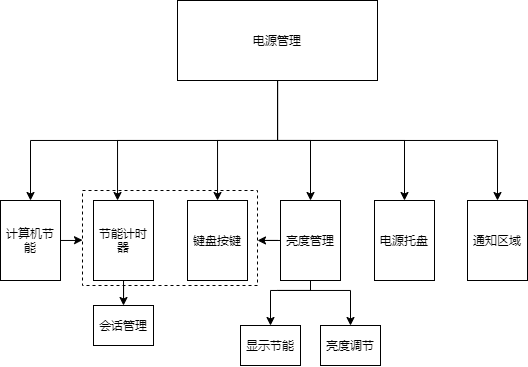 电源管理
计算机节
能
节能计时
器
键盘按键
亮度管理
电源托盘
通知区域
会话管理
显示节能
亮度调节